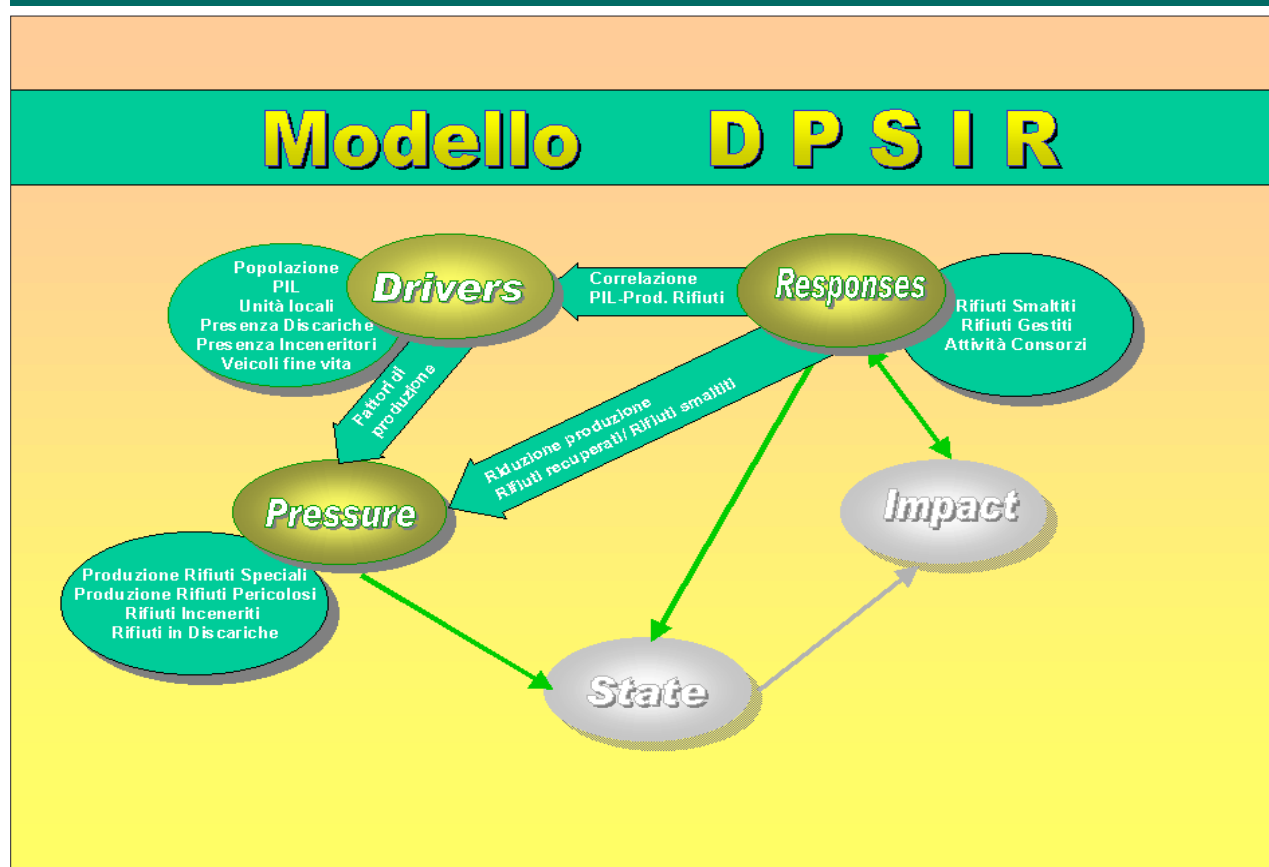 Modello D P S I R
Popolazione
PIL
Unità locali
Presenza Discariche
Presenza Inceneritori
Veicoli fine vita
Drivers
Correlazione
PIL-Prod. Rifiuti
Responses
Rifiuti Smaltiti
Rifiuti Gestiti
Attività Consorzi
Fattori di
produzione
Riduzione produzione
Rifiuti recuperati/ Rifiuti smaltiti
Pressure
Impact
Produzione Rifiuti Speciali
Produzione Rifiuti Pericolosi
Rifiuti Inceneriti
Rifiuti in Discariche
State